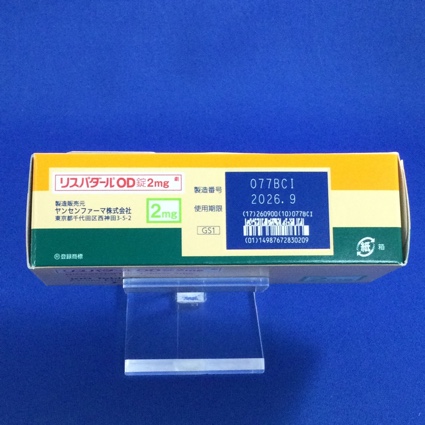 リスパダール®OD錠2mg
製造販売元
ヤンセンファーマ株式会社
東京都千代田区西神田3-5-2
2mg
製造番号
077BCI
使用期限
2026.9
(17)260900(10)077BCI
GS1
(01)14987672830209
紙
箱
®登録商標